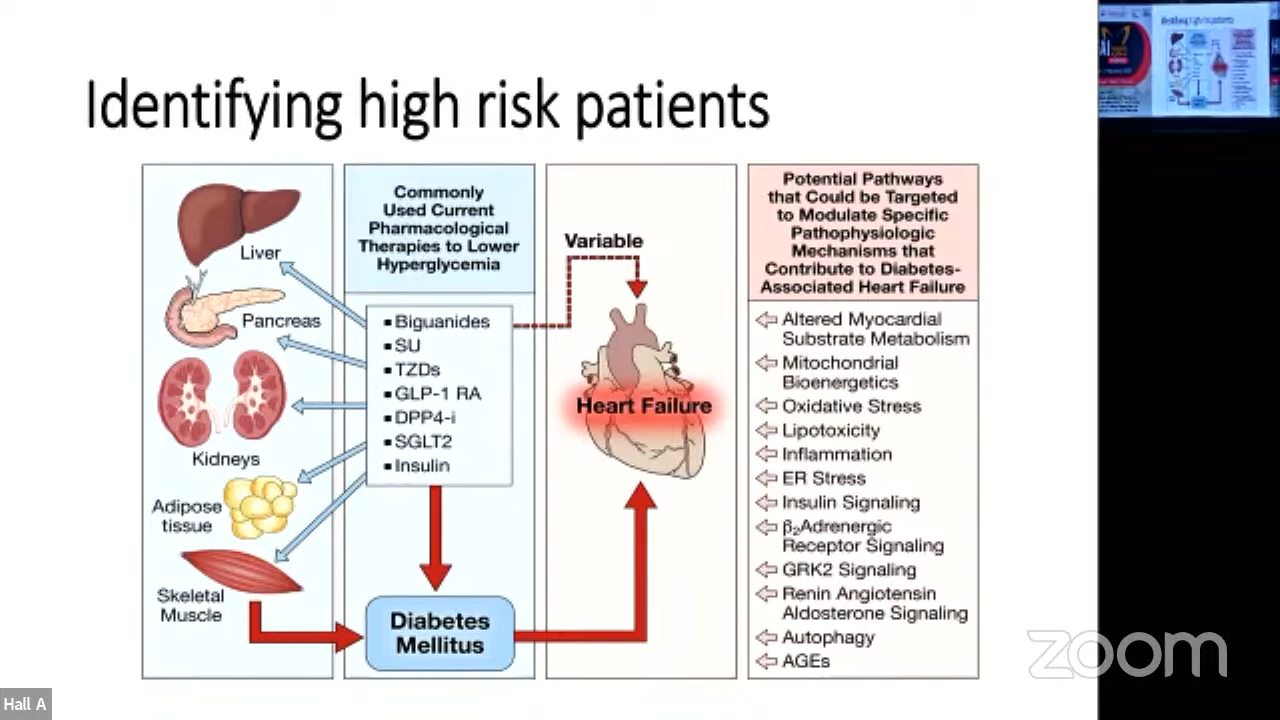 Identifying high risk patients
Liver
Pancreas
Kidneys
Adipose
tissue
Skeletal
Muscle
Commonly
Used Current
Pharmacological
Therapies to Lower
Hyperglycemia
▪ Biguanides
▪ SU
▪ TZDs
▪ GLP-1 RA
▪ DPP4-i
▪ SGLT2
▪ Insulin
Diabetes
Mellitus
Variable
Heart Failure
Potential Pathways
that Could be Targeted
to Modulate Specific
Pathophysiologic
Mechanisms that
Contribute to Diabetes-
Associated Heart Failure
Altered Myocardial
Substrate Metabolism
Mitochondrial
Bioenergetics
Oxidative Stress
Lipotoxicity
Inflammation
ER Stress
Insulin Signaling
β₂Adrenergic
Receptor Signaling
GRK2 Signaling
Renin Angiotensin
Aldosterone Signaling
Autophagy
AGEs
Identifying high risk patients
zoom
Hall A